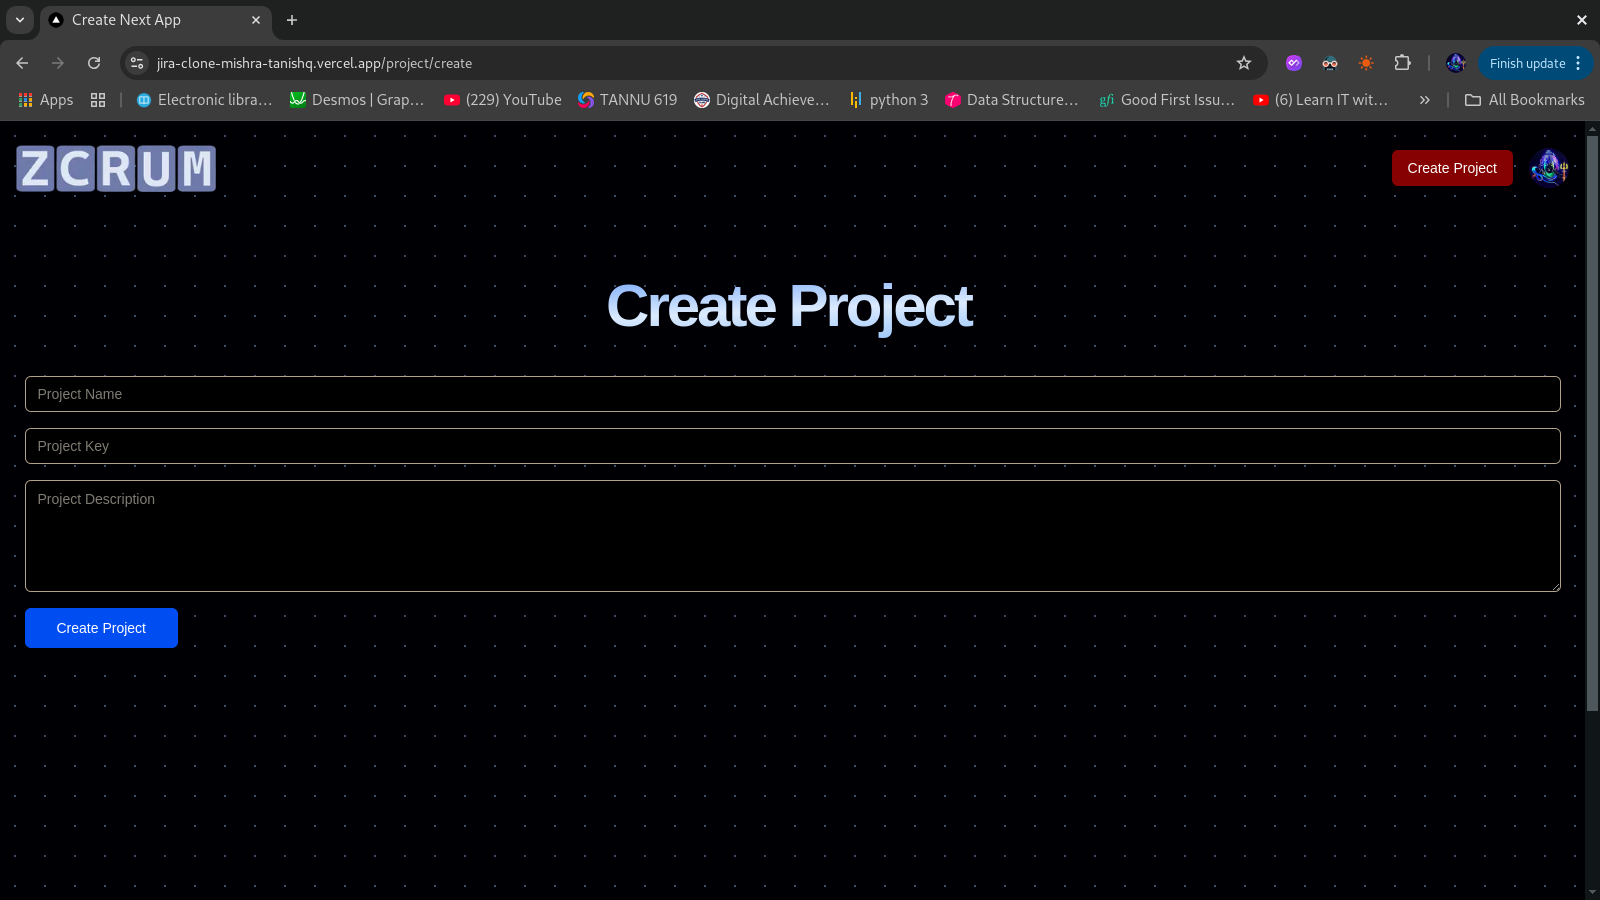 Create Next App
jira-clone-mishra-tanishq.vercel.app/project/create
Finish update
Apps
Electronic libra...
Desmos | Grap...
(229) YouTube
TANNU 619
Digital Achieve...
python 3
Data Structure...
gfi
Good First Issu...
(6) Learn IT wit...
»
All Bookmarks
ZCRUM
Create Project
Create Project
Project Name
Project Key
Project Description
Create Project